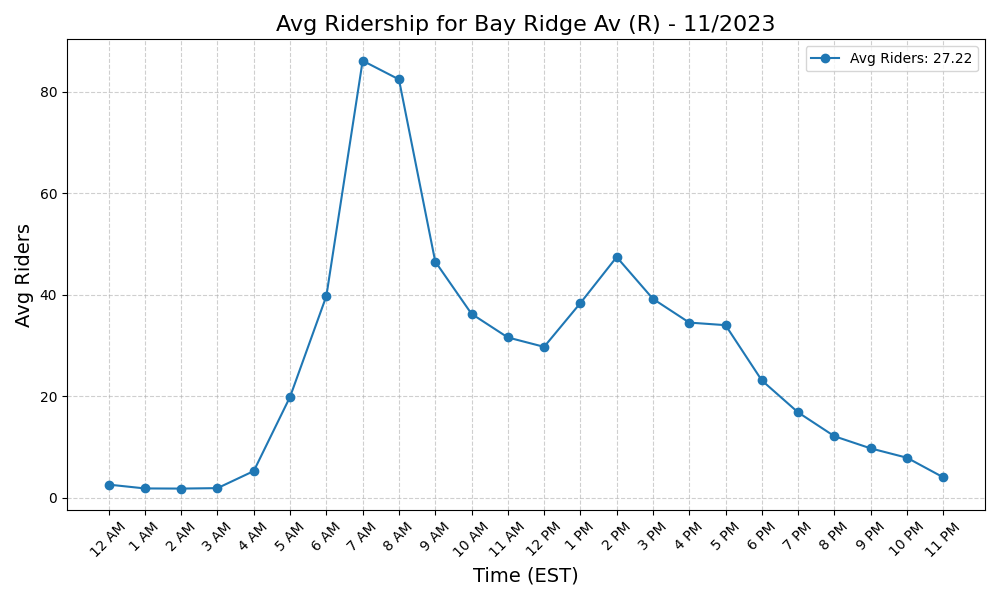 Avg Ridership for Bay Ridge Av (R) - 11/2023
Avg Riders: 27.22
Avg Riders
80
60
40
20
0
12 AM
1 AM
2 AM
3 AM
4 AM
5 AM
6 AM
7 AM
8 AM
9 AM
10 AM
11 AM
12 PM
1 PM
2 PM
3 PM
4 PM
5 PM
6 PM
7 PM
8 PM
9 PM
10 PM
11 PM
Time (EST)